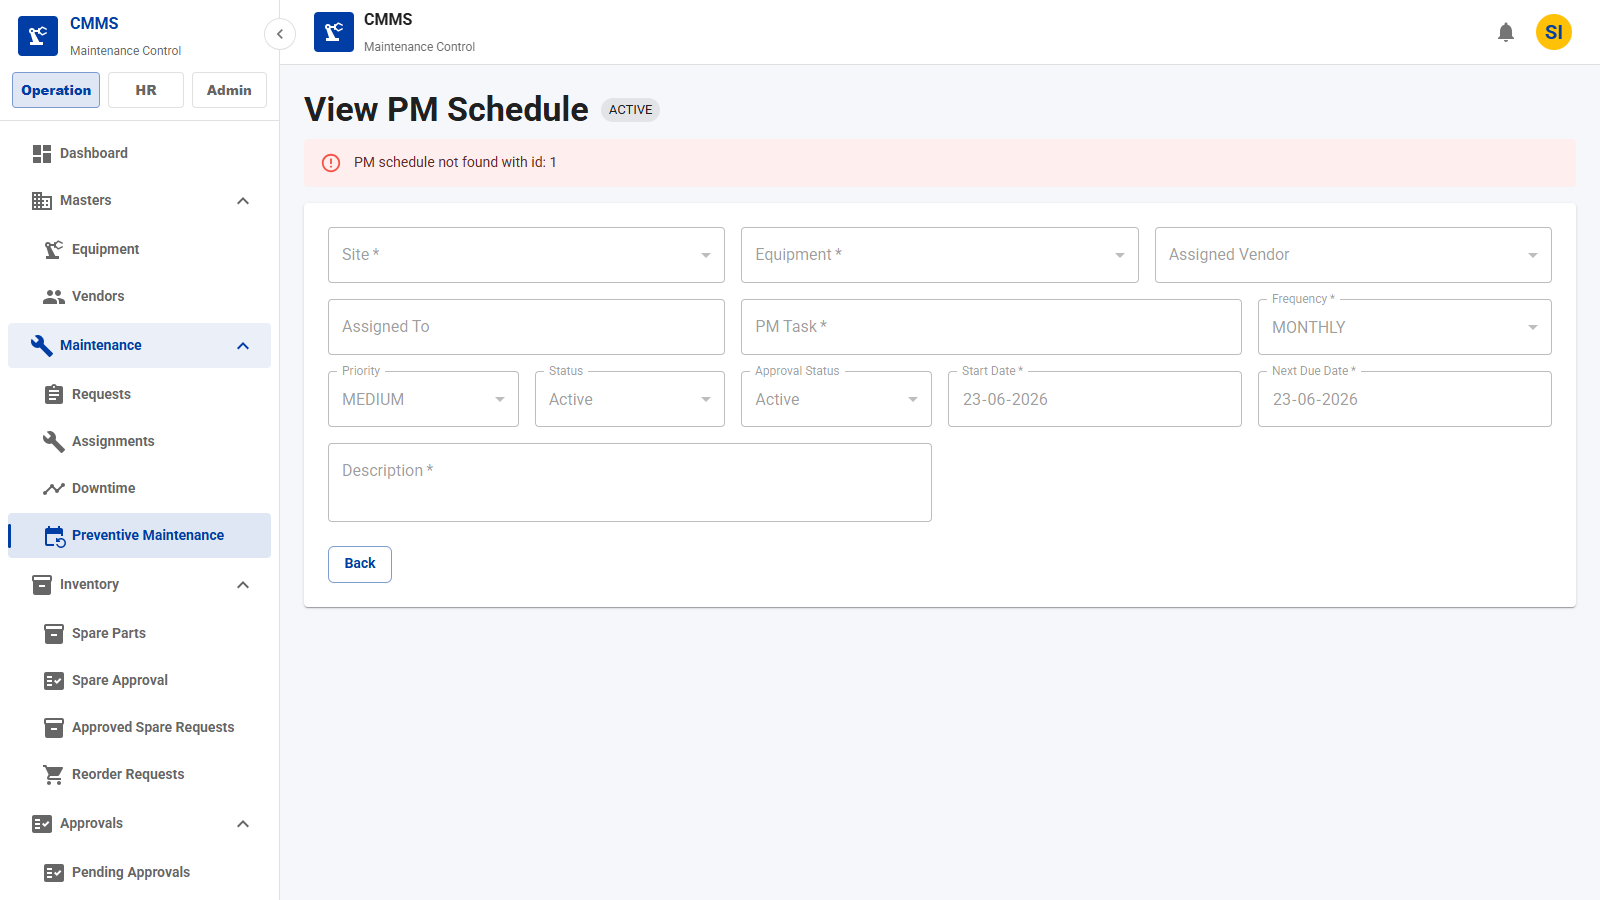 CMMS
Maintenance Control
Operation
HR
Admin
Dashboard
Masters
Equipment
Vendors
Maintenance
Requests
Assignments
Downtime
Preventive Maintenance
Inventory
Spare Parts
Spare Approval
Approved Spare Requests
Reorder Requests
Approvals
Pending Approvals
CMMS
Maintenance Control
SI
View PM Schedule
ACTIVE
PM schedule not found with id: 1
Site *
Equipment *
Assigned Vendor
Assigned To
PM Task *
Frequency *
MONTHLY
Priority
MEDIUM
Status
Active
Approval Status
Active
Start Date *
23-06-2026
Next Due Date *
23-06-2026
Description *
Back